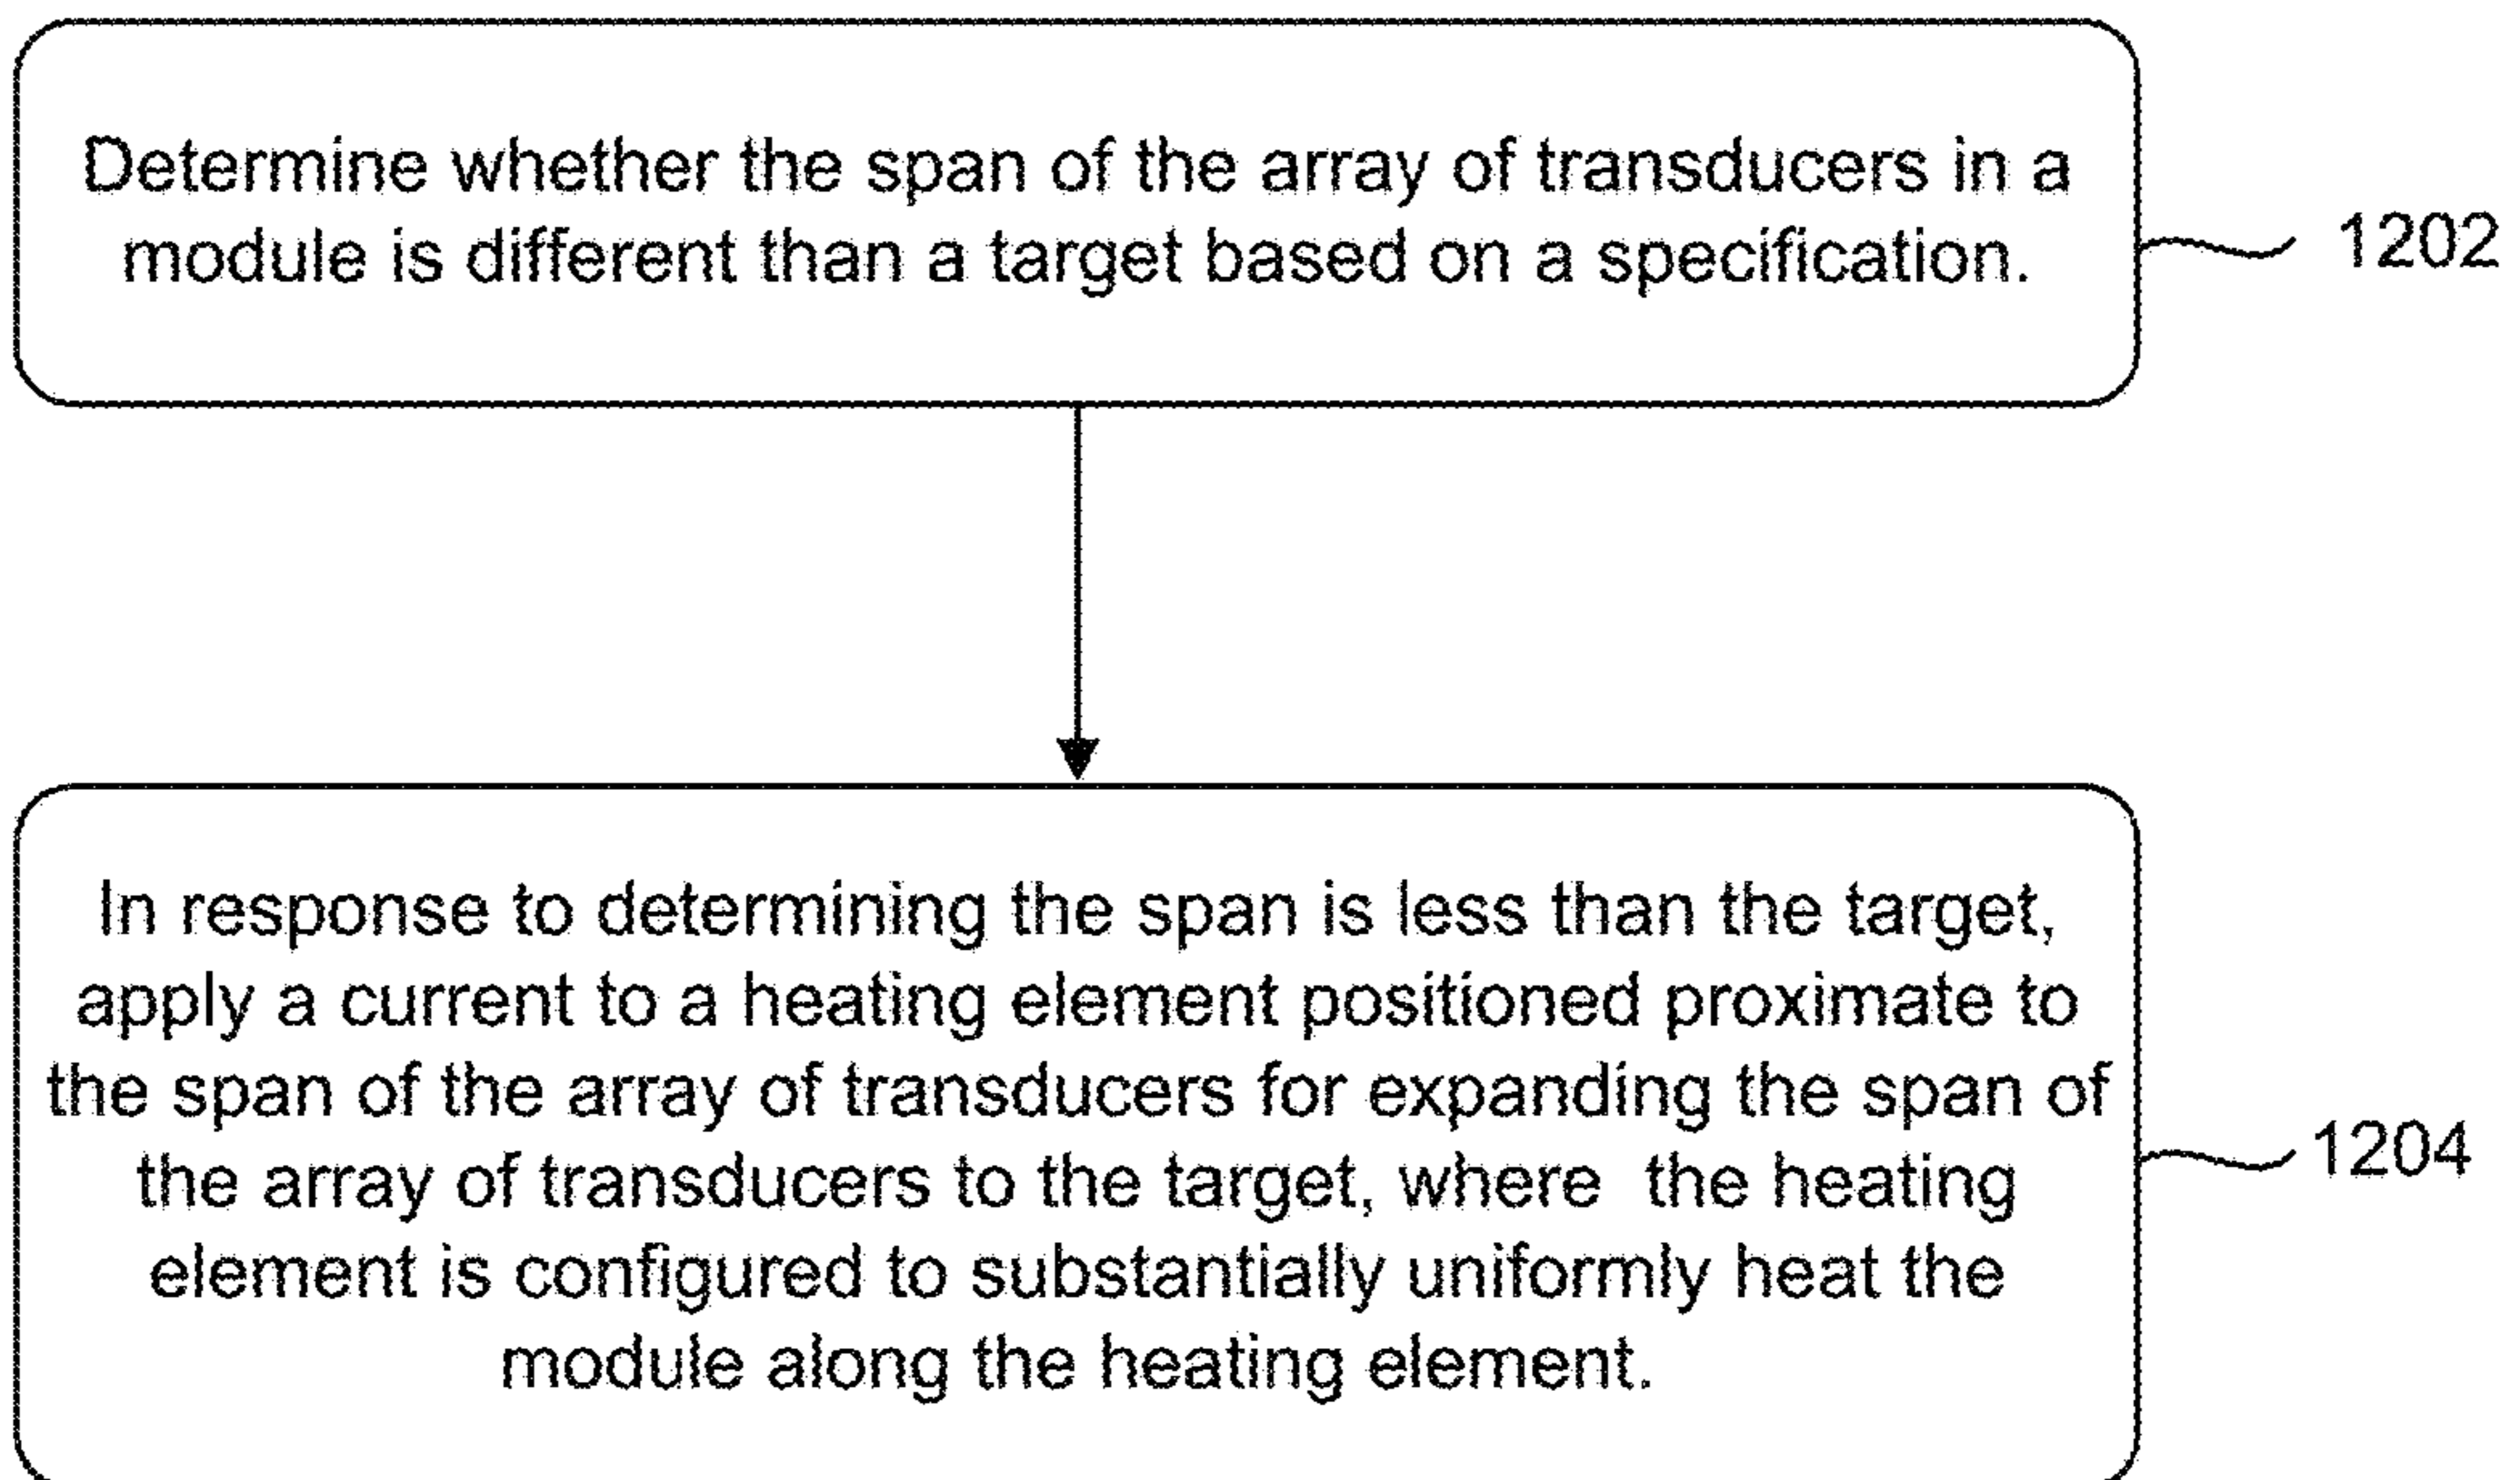 Determine whether the span of the array of transducers in a
module is different than a target based on a specification.
1202
In response to determining the span is less than the target,
apply a current to a heating element positioned proximate to
the span of the array of transducers for expanding the span of
the array of transducers to the target, where the heating
element is configured to substantially uniformly heat the
module along the heating element.
1204